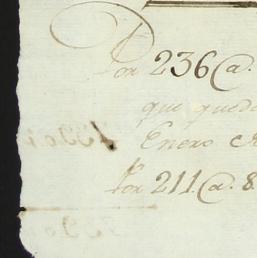 Por 236 @.
que qued
Enero
Por 211. @. 8.